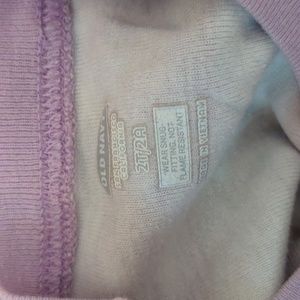 OLD NAVY
2T/2A
WEAR SNUG-
FITTING, NOT
FLAME RESISTANT
MADE IN VIETNAM